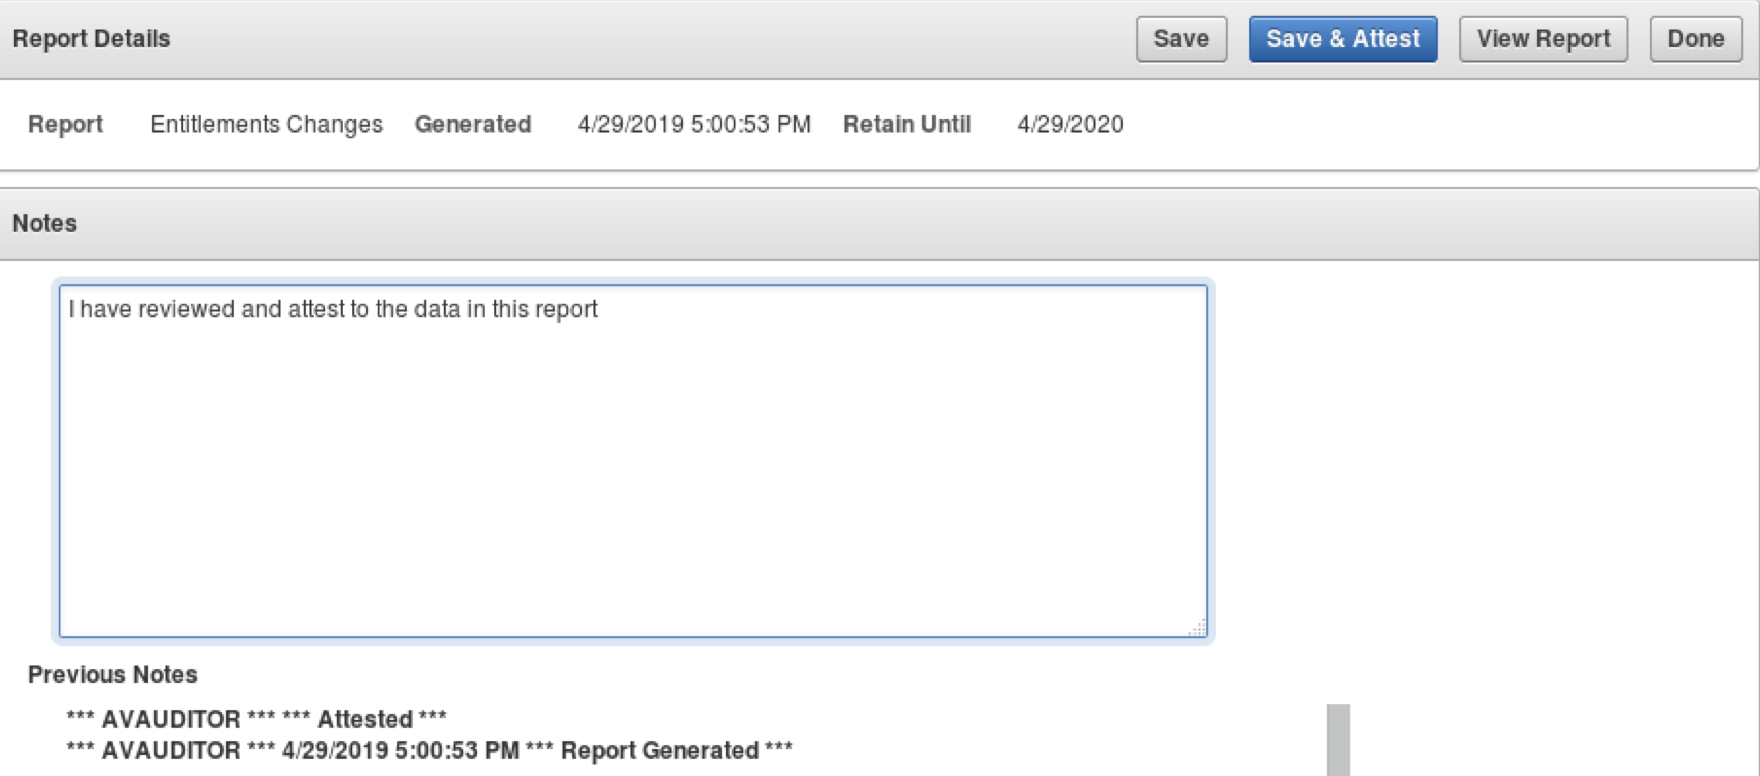 Report Details Save Save & Attest View Report Done
Report Entitlements Changes Generated 4/29/2019 5:00:53 PM Retain Until 4/29/2020
Notes
I have reviewed and attest to the data in this report
Previous Notes
*** AVAUDITOR *** *** Attested ***
*** AVAUDITOR *** 4/29/2019 5:00:53 PM *** Report Generated ***